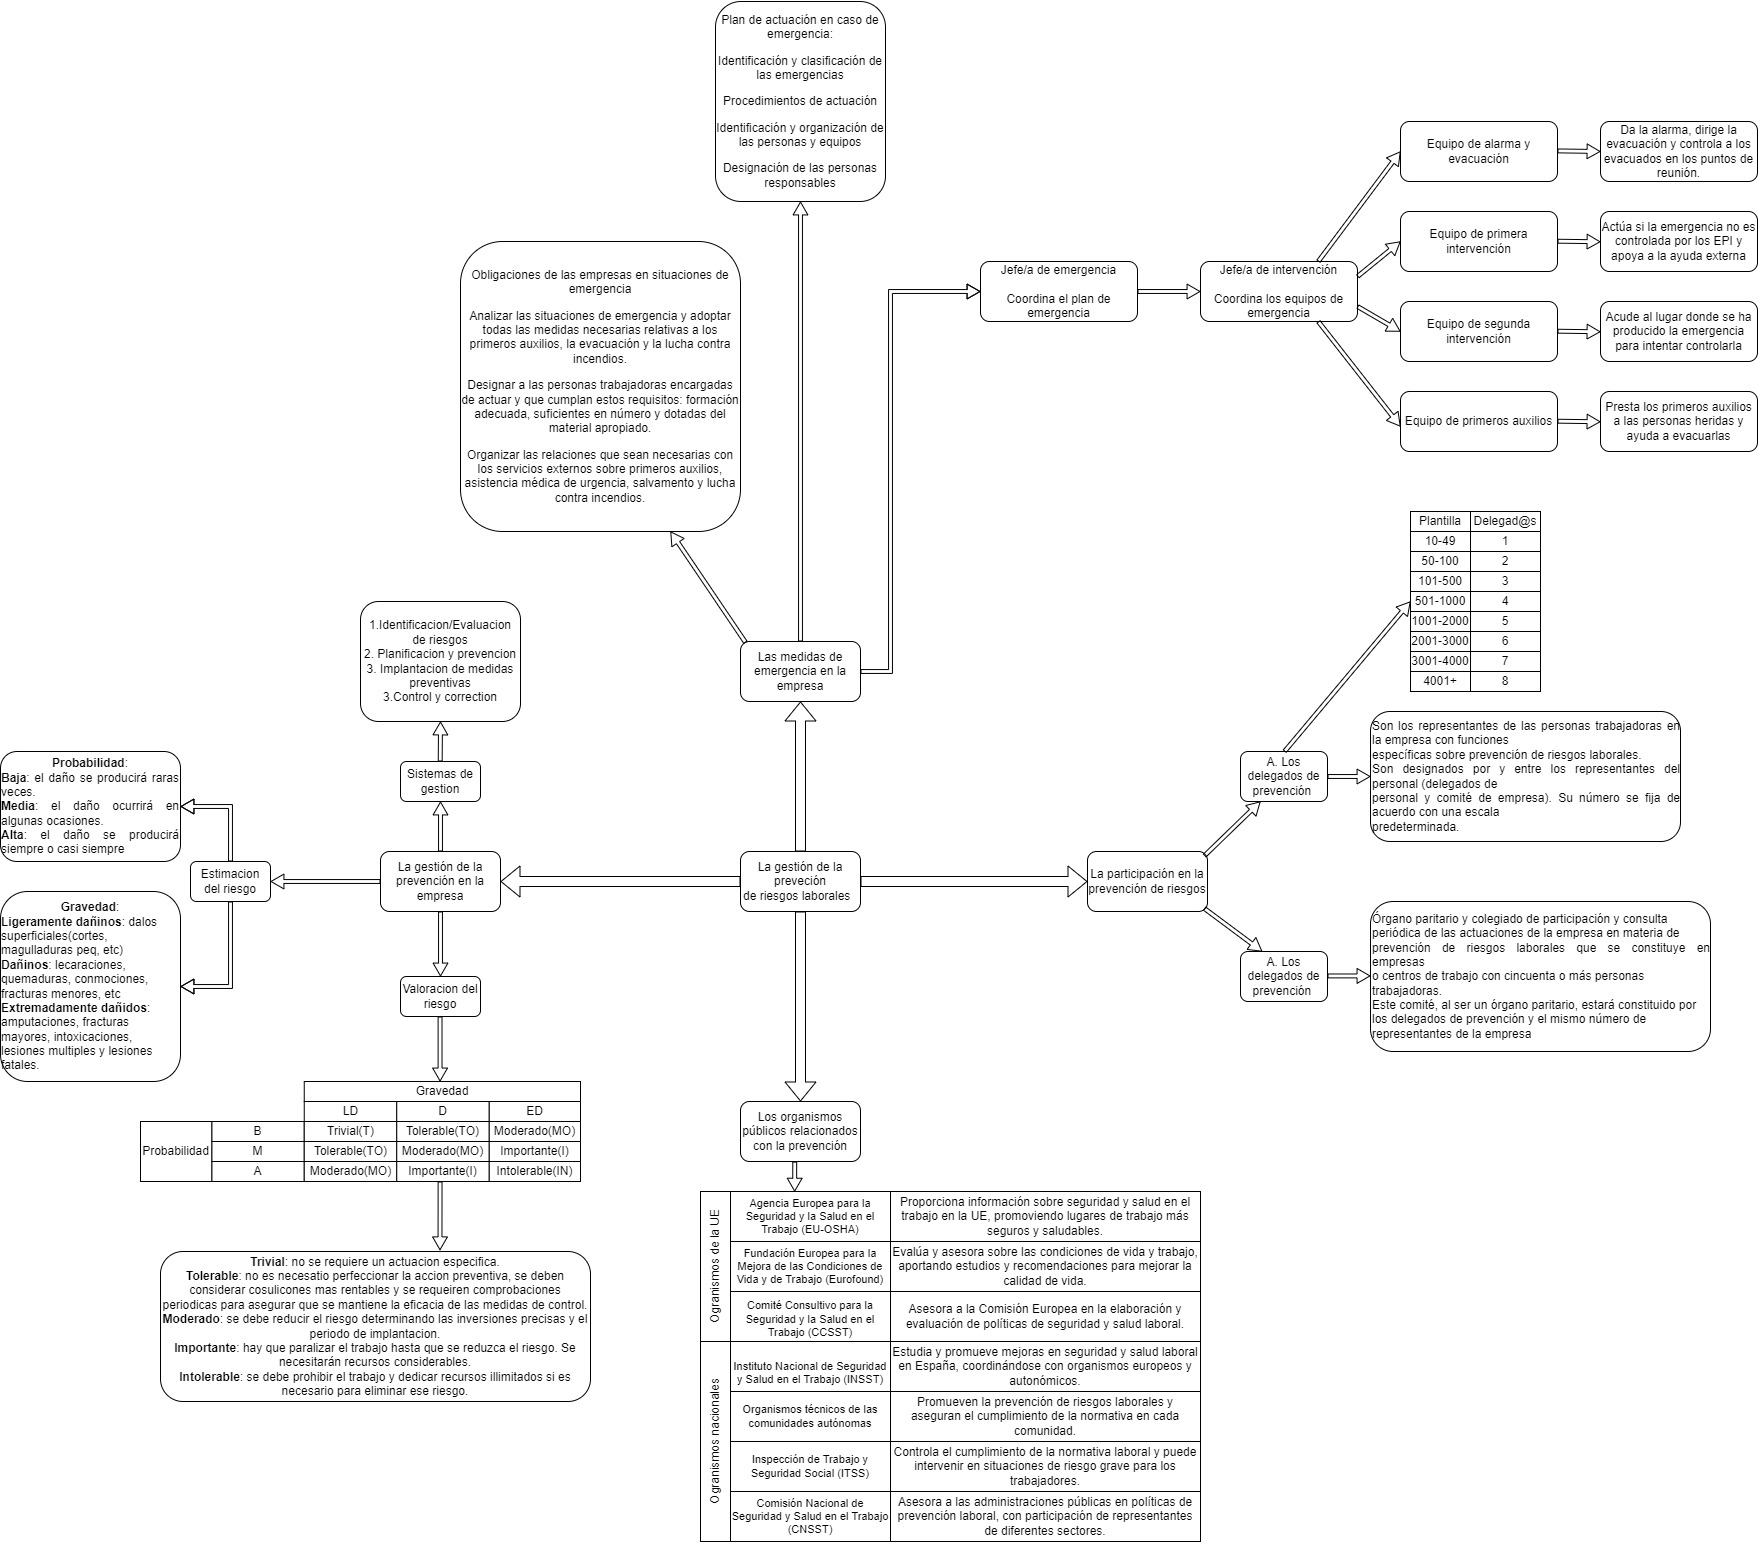 Plan de actuación en caso de
emergencia:
Identificación y clasificación de
las emergencias
Procedimientos de actuación
Identificación y organización de
las personas y equipos
Designación de las personas
responsables
Obligaciones de las empresas en situaciones de
emergencia
Analizar las situaciones de emergencia y adoptar
todas las medidas necesarias relativas a los
primeros auxilios, la evacuación y la lucha contra
incendios.
Designar a las personas trabajadoras encargadas
de actuar y que cumplan estos requisitos: formación
adecuada, suficientes en número y dotadas del
material apropiado.
Organizar las relaciones que sean necesarias con
los servicios externos sobre primeros auxilios,
asistencia médica de urgencia, salvamento y lucha
contra incendios.
Jefe/a de emergencia
Coordina el plan de
emergencia
Jefe/a de intervención
Coordina los equipos de
emergencia
Equipo de alarma y
evacuación
Da la alarma, dirige la
evacuación y controla a los
evacuados en los puntos de
reunión.
Equipo de primera
intervención
Actúa si la emergencia no es
controlada por los EPI y
apoya a la ayuda externa
Equipo de segunda
intervención
Acude al lugar donde se ha
producido la emergencia
para intentar controlarla
Equipo de primeros auxilios
Presta los primeros auxilios
a las personas heridas y
ayuda a evacuarlas
Plantilla Delegad@s
10-49 1
50-100 2
101-500 3
501-1000 4
1001-2000 5
2001-3000 6
3001-4000 7
4001+ 8
1.Identificacion/Evaluacion
de riesgos
2. Planificacion y prevencion
3. Implantacion de medidas
preventivas
3.Control y correction
Las medidas de
emergencia en la
empresa
Sistemas de
gestion
A. Los
delegados de
prevención
Son los representantes de las personas trabajadoras en
la empresa con funciones
específicas sobre prevención de riesgos laborales.
Son designados por y entre los representantes del
personal (delegados de
personal y comité de empresa). Su número se fija de
acuerdo con una escala
predeterminada.
Probabilidad:
Baja: el daño se producirá raras
veces.
Media: el daño ocurrirá en
algunas ocasiones.
Alta: el daño se producirá
siempre o casi siempre
Estimacion
del riesgo
La gestión de la
prevención en la
empresa
La gestión de la
preveción
de riesgos laborales
La participación en la
prevención de riesgos
Gravedad:
Ligeramente dañinos: dalos
superficiales(cortes,
magulladuras peq, etc)
Dañinos: lecaraciones,
quemaduras, conmociones,
fracturas menores, etc
Extremadamente dañidos:
amputaciones, fracturas
mayores, intoxicaciones,
lesiones multiples y lesiones
fatales.
Valoracion del
riesgo
A. Los
delegados de
prevención
Órgano paritario y colegiado de participación y consulta
periódica de las actuaciones de la empresa en materia de
prevención de riesgos laborales que se constituye en
empresas
o centros de trabajo con cincuenta o más personas
trabajadoras.
Este comité, al ser un órgano paritario, estará constituido por
los delegados de prevención y el mismo número de
representantes de la empresa
Gravedad
LD D ED
Probabilidad
B Trivial(T) Tolerable(TO) Moderado(MO)
M Tolerable(TO) Moderado(MO) Importante(I)
A Moderado(MO) Importante(I) Intolerable(IN)
Trivial: no se requiere un actuacion especifica.
Tolerable: no es necesatio perfeccionar la accion preventiva, se deben
considerar cosulicones mas rentables y se requeiren comprobaciones
periodicas para asegurar que se mantiene la eficacia de las medidas de control.
Moderado: se debe reducir el riesgo determinando las inversiones precisas y el
periodo de implantacion.
Importante: hay que paralizar el trabajo hasta que se reduzca el riesgo. Se
necesitarán recursos considerables.
Intolerable: se debe prohibir el trabajo y dedicar recursos illimitados si es
necesario para eliminar ese riesgo.
Los organismos
públicos relacionados
con la prevención
Ogranismos de la UE
Agencia Europea para la
Seguridad y la Salud en el
Trabajo (EU-OSHA)
Proporciona información sobre seguridad y salud en el
trabajo en la UE, promoviendo lugares de trabajo más
seguros y saludables.
Fundación Europea para la
Mejora de las Condiciones de
Vida y de Trabajo (Eurofound)
Evalúa y asesora sobre las condiciones de vida y trabajo,
aportando estudios y recomendaciones para mejorar la
calidad de vida.
Comité Consultivo para la
Seguridad y la Salud en el
Trabajo (CCSST)
Asesora a la Comisión Europea en la elaboración y
evaluación de políticas de seguridad y salud laboral.
Ogranismos nacionales
Instituto Nacional de Seguridad
y Salud en el Trabajo (INSST)
Estudia y promueve mejoras en seguridad y salud laboral
en España, coordinándose con organismos europeos y
autonómicos.
Organismos técnicos de las
comunidades autónomas
Promueven la prevención de riesgos laborales y
aseguran el cumplimiento de la normativa en cada
comunidad.
Inspección de Trabajo y
Seguridad Social (ITSS)
Controla el cumplimiento de la normativa laboral y puede
intervenir en situaciones de riesgo grave para los
trabajadores.
Comisión Nacional de
Seguridad y Salud en el Trabajo
(CNSST)
Asesora a las administraciones públicas en políticas de
prevención laboral, con participación de representantes
de diferentes sectores.